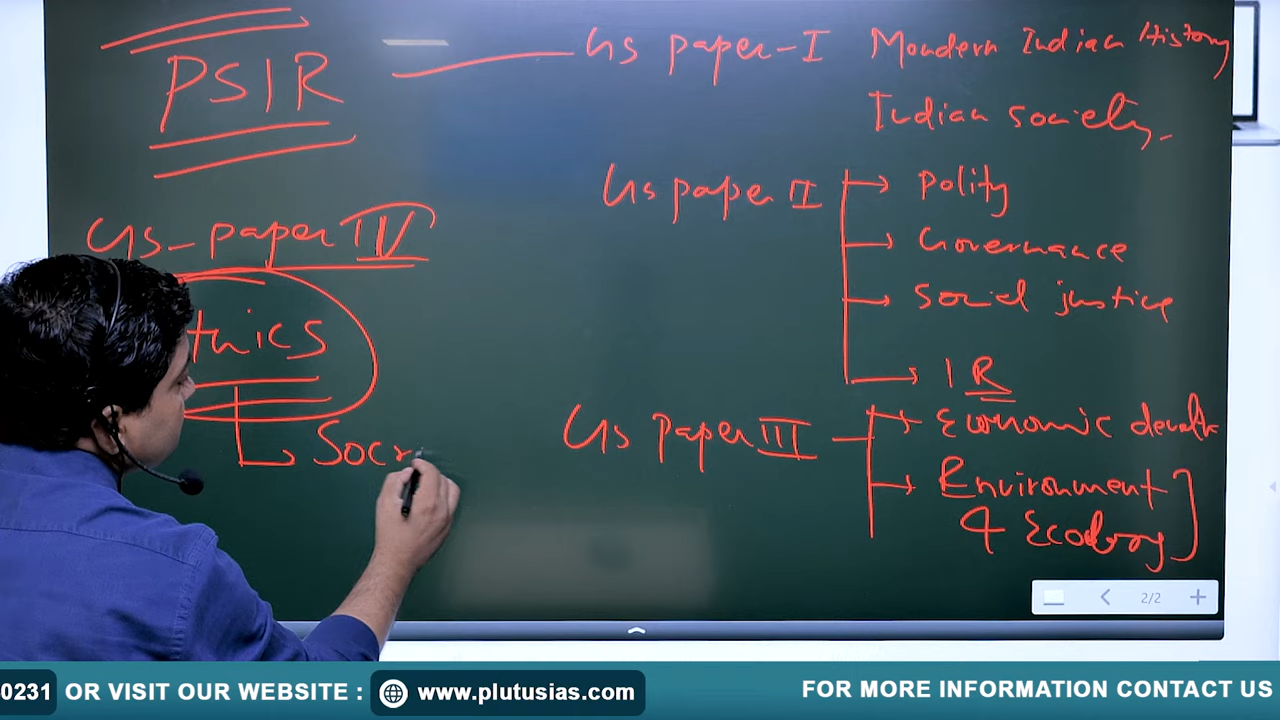 PSIR
GS paper-I Mondern Indian History
Indian society.
GS paper II
Polity
Governance
Social justice
IR
GS-paper IV
thics
Socr
GS Paper III
Economic
Environment
& Ecology
2/2
0231 OR VISIT OUR WEBSITE : www.plutusias.com FOR MORE INFORMATION CONTACT US